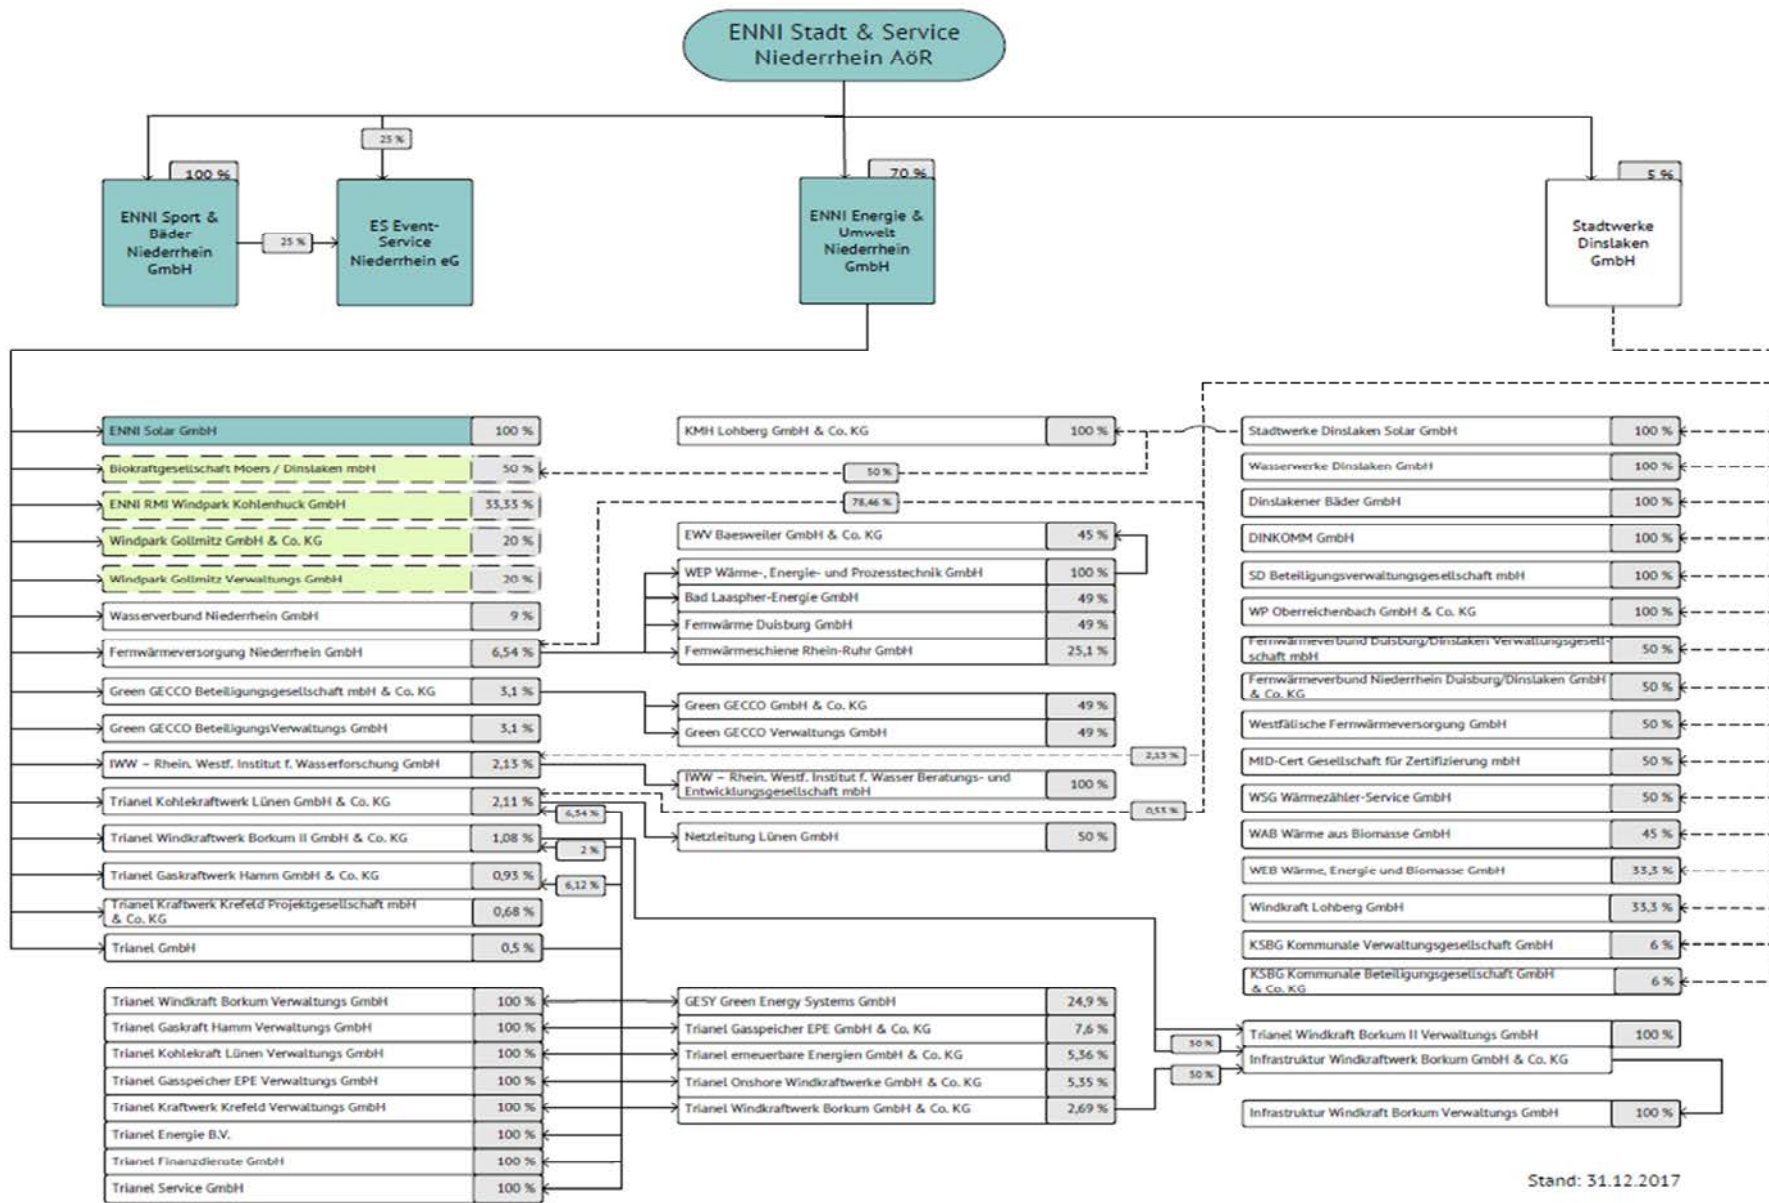 ENNI Stadt & Service
Niederrhein AöR
25 %
100 %
70 %
5 %
ENNI Sport &
Bäder
Niederrhein
GmbH
25 %
ES Event-
Service
Niederrhein eG
ENNI Energie &
Umwelt
Niederrhein
GmbH
Stadtwerke
Dinslaken
GmbH
ENNI Solar GmbH 100 %
Biokraftgesellschaft Moers / Dinslaken mbH 50 %
ENNI RMI Windpark Kohlenhuck GmbH 33,33 %
Windpark Gollmitz GmbH & Co. KG 20 %
Windpark Gollmitz Verwaltungs GmbH 20 %
Wasserverbund Niederrhein GmbH 9 %
Fernwärmeversorgung Niederrhein GmbH 6,54 %
Green GECCO Beteiligungsgesellschaft mbH & Co. KG 3,1 %
Green GECCO BeteiligungsVerwaltungs GmbH 3,1 %
IWW – Rhein. Westf. Institut f. Wasserforschung GmbH 2,13 %
Trianel Kohlekraftwerk Lünen GmbH & Co. KG 2,11 %
Trianel Windkraftwerk Borkum II GmbH & Co. KG 1,08 %
Trianel Gaskraftwerk Hamm GmbH & Co. KG 0,93 %
Trianel Kraftwerk Krefeld Projektgesellschaft mbH
& Co. KG 0,68 %
Trianel GmbH 0,5 %
6,34 %
2 %
6,12 %
Trianel Windkraft Borkum Verwaltungs GmbH 100 %
Trianel Gaskraft Hamm Verwaltungs GmbH 100 %
Trianel Kohlekraft Lünen Verwaltungs GmbH 100 %
Trianel Gasspeicher EPE Verwaltungs GmbH 100 %
Trianel Kraftwerk Krefeld Verwaltungs GmbH 100 %
Trianel Energie B.V. 100 %
Trianel Finanzdienste GmbH 100 %
Trianel Service GmbH 100 %
KMH Lohberg GmbH & Co. KG 100 %
50 %
78,46 %
EWV Baesweiler GmbH & Co. KG 45 %
WEP Wärme-, Energie- und Prozesstechnik GmbH 100 %
Bad Laaspher-Energie GmbH 49 %
Fernwärme Duisburg GmbH 49 %
Fernwärmeschiene Rhein-Ruhr GmbH 25,1 %
Green GECCO GmbH & Co. KG 49 %
Green GECCO Verwaltungs GmbH 49 %
2,13 %
IWW – Rhein. Westf. Institut f. Wasser Beratungs- und
Entwicklungsgesellschaft mbH 100 %
0,53 %
Netzleitung Lünen GmbH 50 %
GESY Green Energy Systems GmbH 24,9 %
Trianel Gasspeicher EPE GmbH & Co. KG 7,6 %
Trianel erneuerbare Energien GmbH & Co. KG 5,36 %
Trianel Onshore Windkraftwerke GmbH & Co. KG 5,35 %
Trianel Windkraftwerk Borkum GmbH & Co. KG 2,69 %
Stadtwerke Dinslaken Solar GmbH 100 %
Wasserwerke Dinslaken GmbH 100 %
Dinslakener Bäder GmbH 100 %
DINKOMM GmbH 100 %
SD Beteiligungsverwaltungsgesellschaft mbH 100 %
WP Oberreichenbach GmbH & Co. KG 100 %
Fernwärmeverbund Duisburg/Dinslaken Verwaltungsgesell-
schaft mbH 50 %
Fernwärmeverbund Niederrhein Duisburg/Dinslaken GmbH
& Co. KG 50 %
Westfälische Fernwärmeversorgung GmbH 50 %
MID-Cert Gesellschaft für Zertifizierung mbH 50 %
WSG Wärmezähler-Service GmbH 50 %
WAB Wärme aus Biomasse GmbH 45 %
WEB Wärme, Energie und Biomasse GmbH 33,3 %
Windkraft Lohberg GmbH 33,3 %
KSBG Kommunale Verwaltungsgesellschaft GmbH 6 %
KSBG Kommunale Beteiligungsgesellschaft GmbH
& Co. KG 6 %
Trianel Windkraft Borkum II Verwaltungs GmbH 100 %
50 %
Infrastruktur Windkraftwerk Borkum GmbH & Co. KG
50 %
Infrastruktur Windkraft Borkum Verwaltungs GmbH 100 %
Stand: 31.12.2017